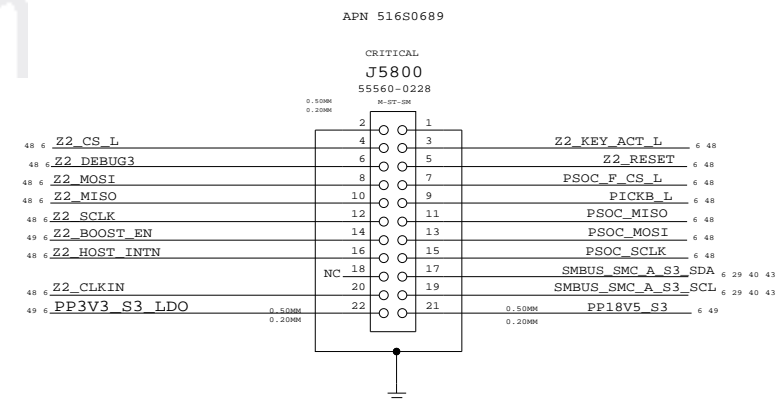 APN 516S0689
CRITICAL
J5800
55560-0228
M-ST-SM
0.50MM
0.20MM
2 1
48 6 Z2_CS_L 4 3 Z2_KEY_ACT_L 6 48
48 6 Z2_DEBUG3 6 5 Z2_RESET 6 48
48 6 Z2_MOSI 8 7 PSOC_F_CS_L 6 48
48 6 Z2_MISO 10 9 PICKB_L 6 48
48 6 Z2_SCLK 12 11 PSOC_MISO 6 48
49 6 Z2_BOOST_EN 14 13 PSOC_MOSI 6 48
48 6 Z2_HOST_INTN 16 15 PSOC_SCLK 6 48
NC 18 17 SMBUS_SMC_A_S3_SDA 6 29 40 43
48 6 Z2_CLKIN 20 19 SMBUS_SMC_A_S3_SCL 6 29 40 43
49 6 PP3V3_S3_LDO 0.50MM 22 21 0.50MM PP18V5_S3 6 49
0.20MM 0.20MM